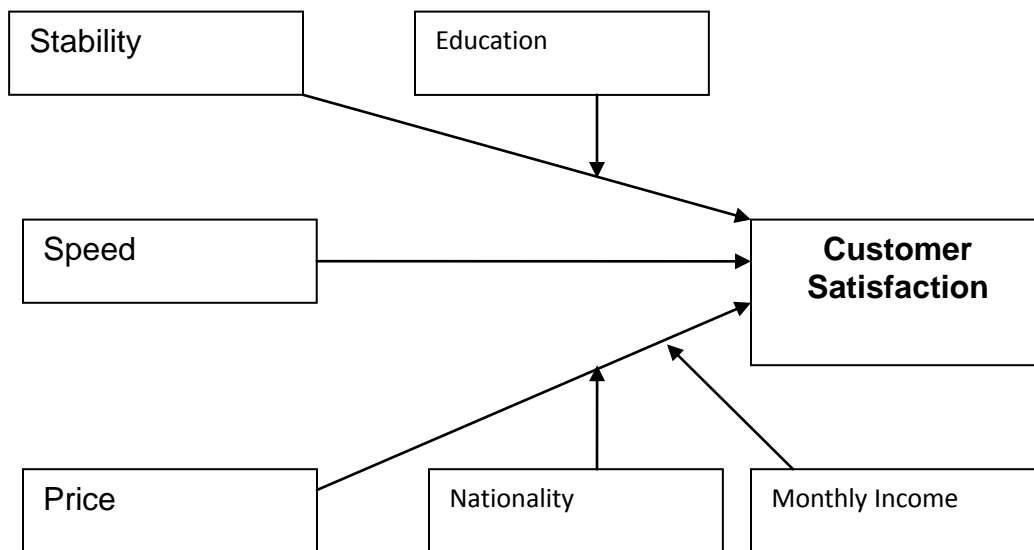 Stability
Education
Speed
Customer
Satisfaction
Price
Nationality
Monthly Income